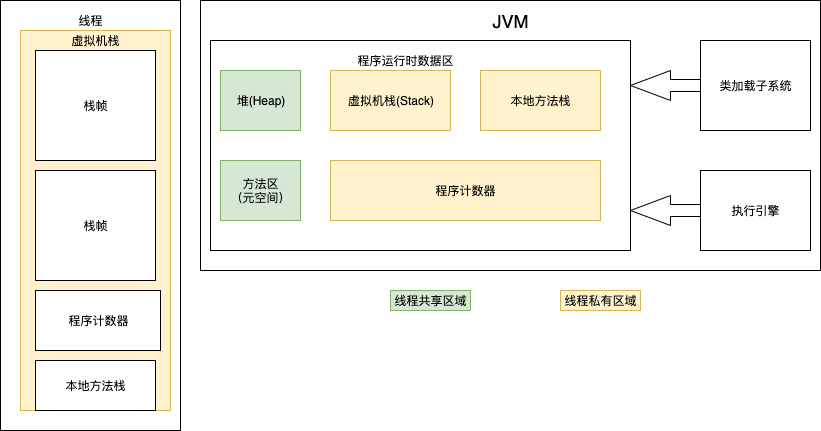 线程
虚拟机栈
栈帧
栈帧
程序计数器
本地方法栈
JVM
程序运行时数据区
堆(Heap)
虚拟机栈(Stack)
本地方法栈
方法区
(元空间)
程序计数器
类加载子系统
执行引擎
线程共享区域
线程私有区域